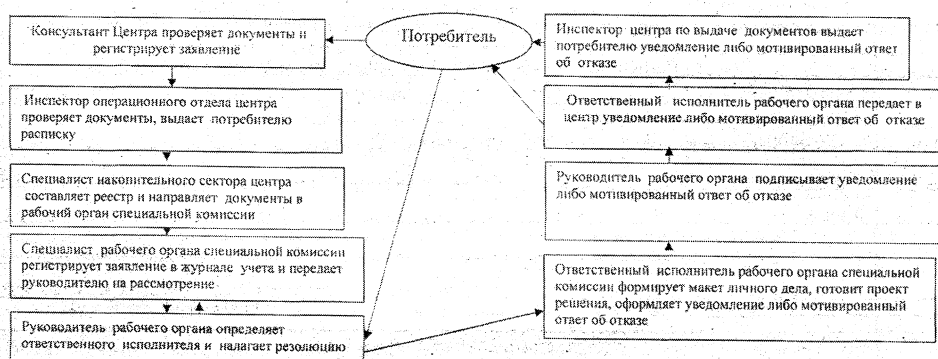 Консультант Центра проверяет документы и
регистрирует заявление
Инспектор операционного отдела центра
проверяет документы, выдает потребителю
расписку
Специалист накопительного сектора центра
составляет реестр и направляет документы в
рабочий орган специальной комиссии
Специалист рабочего органа специальной комиссии
регистрирует заявление в журнале учета и передает
руководителю на рассмотрение
Руководитель рабочего органа определяет
ответственного исполнителя и налагает резолюцию
Потребитель
Инспектор центра по выдаче документов выдает
потребителю уведомление либо мотивированный ответ
об отказе
Ответственный исполнитель рабочего органа передает в
центр уведомление либо мотивированный ответ об отказе
Руководитель рабочего органа подписывает уведомление
либо мотивированный ответ об отказе
Ответственный исполнитель рабочего органа специальной
комиссии формирует макет личного дела, готовит проект
решения, оформляет уведомление либо мотивированный
ответ об отказе